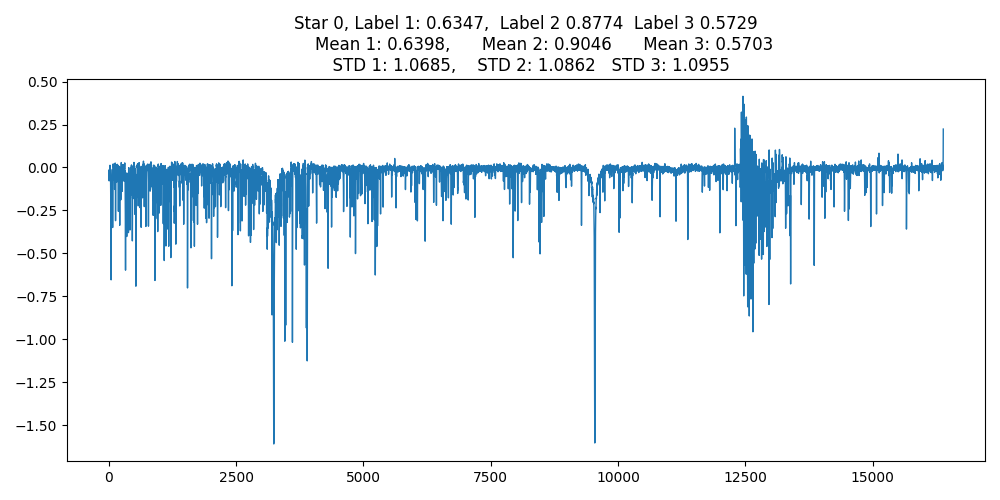 Star 0, Label 1: 0.6347,  Label 2 0.8774  Label 3 0.5729
Mean 1: 0.6398,      Mean 2: 0.9046      Mean 3: 0.5703
STD 1: 1.0685,    STD 2: 1.0862   STD 3: 1.0955
0.50
0.25
0.00
−0.25
−0.50
−0.75
−1.00
−1.25
−1.50
0 2500 5000 7500 10000 12500 15000